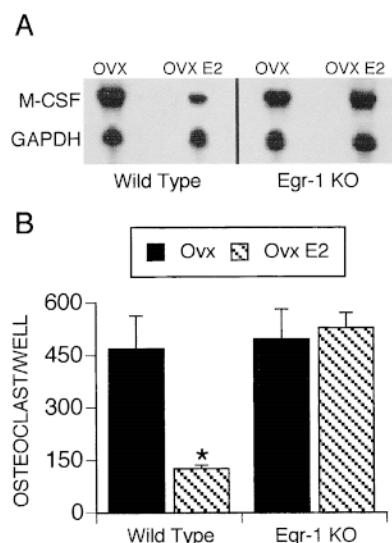 A
OVX OVX E2 OVX OVX E2
M-CSF
GAPDH
Wild Type Egr-1 KO
B
Ovx Ovx E2
600
450
300
150
0
OSTEOCLAST/WELL
*
Wild Type Egr-1 KO